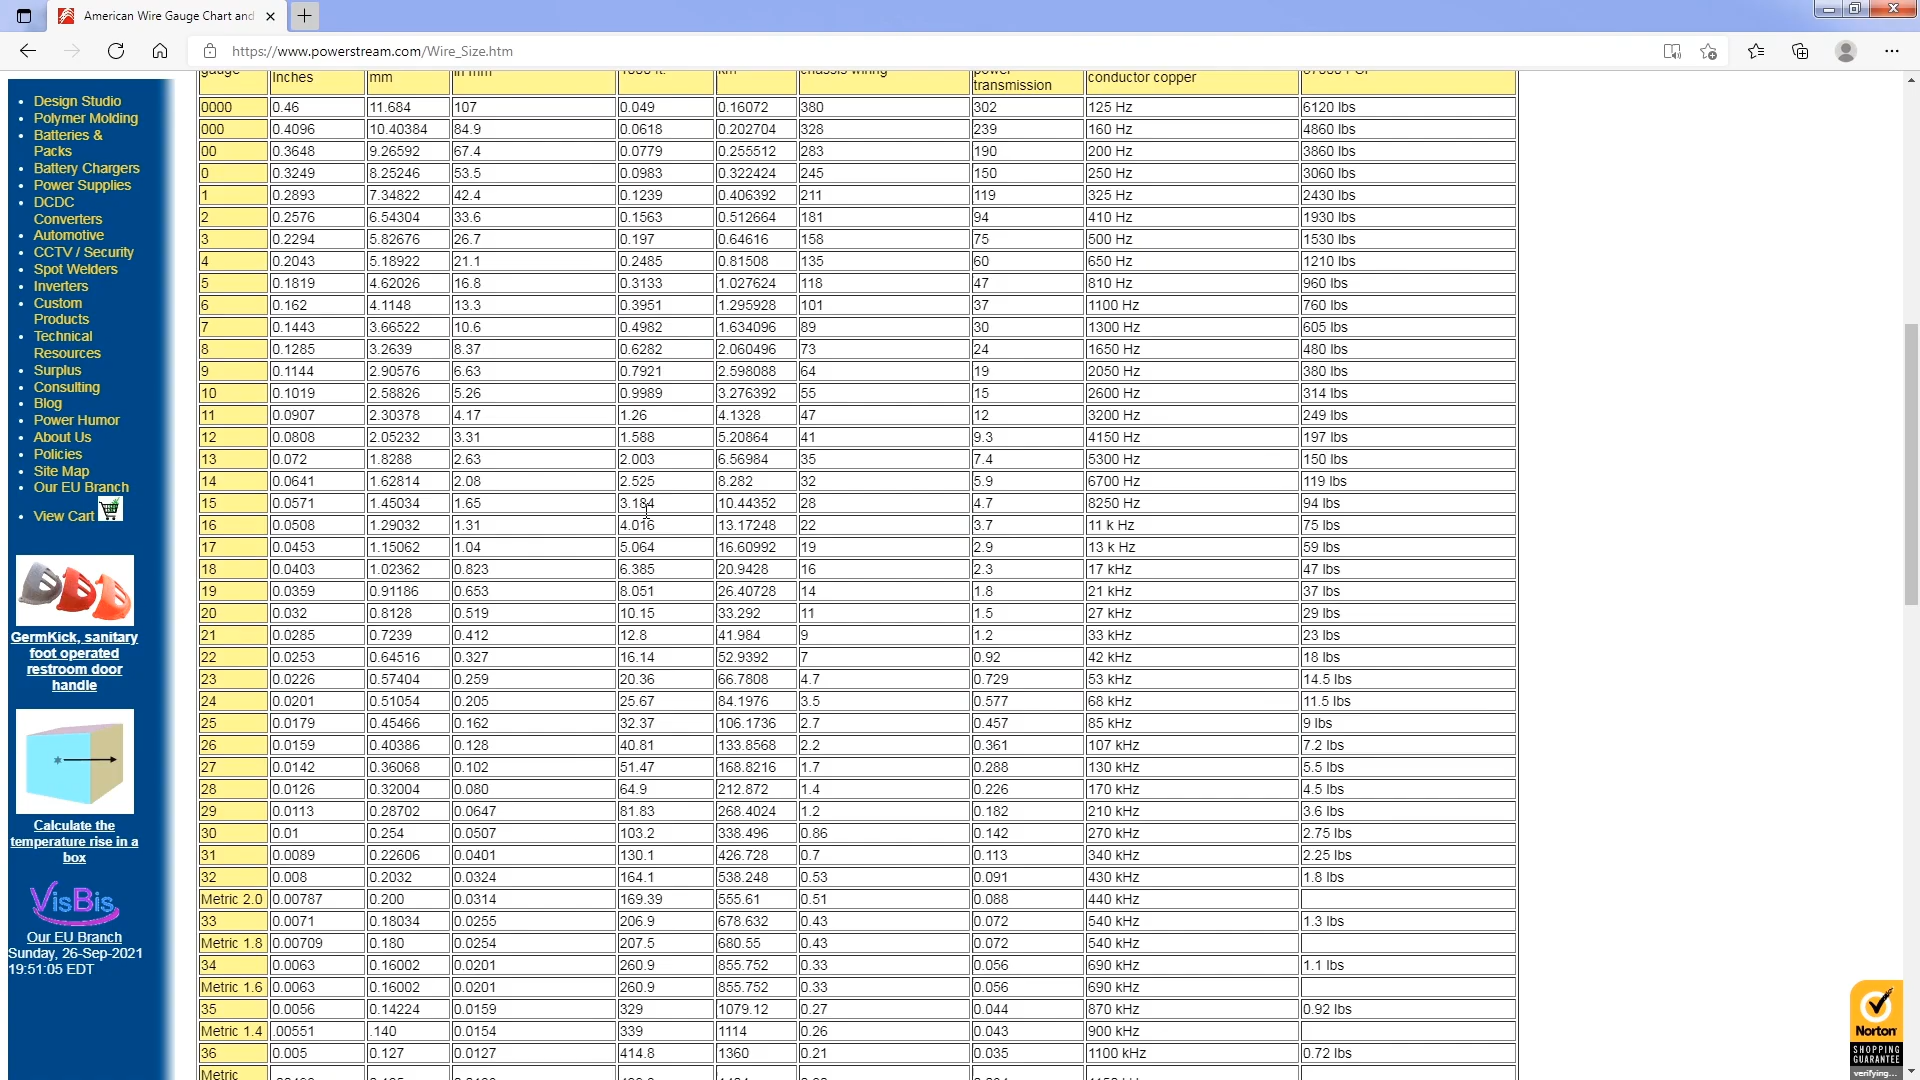 American Wire Gauge Chart and
https://www.powerstream.com/Wire_Size.htm
Design Studio
Polymer Molding
Batteries &
Packs
Battery Chargers
Power Supplies
DCDC
Converters
Automotive
CCTV / Security
Spot Welders
Inverters
Custom
Products
Technical
Resources
Surplus
Consulting
Blog
Power Humor
About Us
Policies
Site Map
Our EU Branch
View Cart
GermKick, sanitary
foot operated
restroom door
handle
Calculate the
temperature rise in a
box
VisBis
Our EU Branch
Sunday, 26-Sep-2021
19:51:05 EDT
gauge Inches mm in mm 1000 ft. km chassis wiring power conductor copper
transmission
0000 0.46 11.684 107 0.049 0.16072 380 302 125 Hz 6120 lbs
000 0.4096 10.40384 84.9 0.0618 0.202704 328 239 160 Hz 4860 lbs
00 0.3648 9.26592 67.4 0.0779 0.255512 283 190 200 Hz 3860 lbs
0 0.3249 8.25246 53.5 0.0983 0.322424 245 150 250 Hz 3060 lbs
1 0.2893 7.34822 42.4 0.1239 0.406392 211 119 325 Hz 2430 lbs
2 0.2576 6.54304 33.6 0.1563 0.512664 181 94 410 Hz 1930 lbs
3 0.2294 5.82676 26.7 0.197 0.64616 158 75 500 Hz 1530 lbs
4 0.2043 5.18922 21.1 0.2485 0.81508 135 60 650 Hz 1210 lbs
5 0.1819 4.62026 16.8 0.3133 1.027624 118 47 810 Hz 960 lbs
6 0.162 4.1148 13.3 0.3951 1.295928 101 37 1100 Hz 760 lbs
7 0.1443 3.66522 10.6 0.4982 1.634096 89 30 1300 Hz 605 lbs
8 0.1285 3.2639 8.37 0.6282 2.060496 73 24 1650 Hz 480 lbs
9 0.1144 2.90576 6.63 0.7921 2.598088 64 19 2050 Hz 380 lbs
10 0.1019 2.58826 5.26 0.9989 3.276392 55 15 2600 Hz 314 lbs
11 0.0907 2.30378 4.17 1.26 4.1328 47 12 3200 Hz 249 lbs
12 0.0808 2.05232 3.31 1.588 5.20864 41 9.3 4150 Hz 197 lbs
13 0.072 1.8288 2.63 2.003 6.56984 35 7.4 5300 Hz 150 lbs
14 0.0641 1.62814 2.08 2.525 8.282 32 5.9 6700 Hz 119 lbs
15 0.0571 1.45034 1.65 3.184 10.44352 28 4.7 8250 Hz 94 lbs
16 0.0508 1.29032 1.31 4.016 13.17248 22 3.7 11 k Hz 75 lbs
17 0.0453 1.15062 1.04 5.064 16.60992 19 2.9 13 k Hz 59 lbs
18 0.0403 1.02362 0.823 6.385 20.9428 16 2.3 17 kHz 47 lbs
19 0.0359 0.91186 0.653 8.051 26.40728 14 1.8 21 kHz 37 lbs
20 0.032 0.8128 0.519 10.15 33.292 11 1.5 27 kHz 29 lbs
21 0.0285 0.7239 0.412 12.8 41.984 9 1.2 33 kHz 23 lbs
22 0.0253 0.64516 0.327 16.14 52.9392 7 0.92 42 kHz 18 lbs
23 0.0226 0.57404 0.259 20.36 66.7808 4.7 0.729 53 kHz 14.5 lbs
24 0.0201 0.51054 0.205 25.67 84.1976 3.5 0.577 68 kHz 11.5 lbs
25 0.0179 0.45466 0.162 32.37 106.1736 2.7 0.457 85 kHz 9 lbs
26 0.0159 0.40386 0.128 40.81 133.8568 2.2 0.361 107 kHz 7.2 lbs
27 0.0142 0.36068 0.102 51.47 168.8216 1.7 0.288 130 kHz 5.5 lbs
28 0.0126 0.32004 0.080 64.9 212.872 1.4 0.226 170 kHz 4.5 lbs
29 0.0113 0.28702 0.0647 81.83 268.4024 1.2 0.182 210 kHz 3.6 lbs
30 0.01 0.254 0.0507 103.2 338.496 0.86 0.142 270 kHz 2.75 lbs
31 0.0089 0.22606 0.0401 130.1 426.728 0.7 0.113 340 kHz 2.25 lbs
32 0.008 0.2032 0.0324 164.1 538.248 0.53 0.091 430 kHz 1.8 lbs
Metric 2.0 0.00787 0.200 0.0314 169.39 555.61 0.51 0.088 440 kHz
33 0.0071 0.18034 0.0255 206.9 678.632 0.43 0.072 540 kHz 1.3 lbs
Metric 1.8 0.00709 0.180 0.0254 207.5 680.55 0.43 0.072 540 kHz
34 0.0063 0.16002 0.0201 260.9 855.752 0.33 0.056 690 kHz 1.1 lbs
Metric 1.6 0.0063 0.16002 0.0201 260.9 855.752 0.33 0.056 690 kHz
35 0.0056 0.14224 0.0159 329 1079.12 0.27 0.044 870 kHz 0.92 lbs
Metric 1.4 .00551 .140 0.0154 339 1114 0.26 0.043 900 kHz
36 0.005 0.127 0.0127 414.8 1360 0.21 0.035 1100 kHz 0.72 lbs
Metric
Norton
SHOPPING
GUARANTEE
verifying...